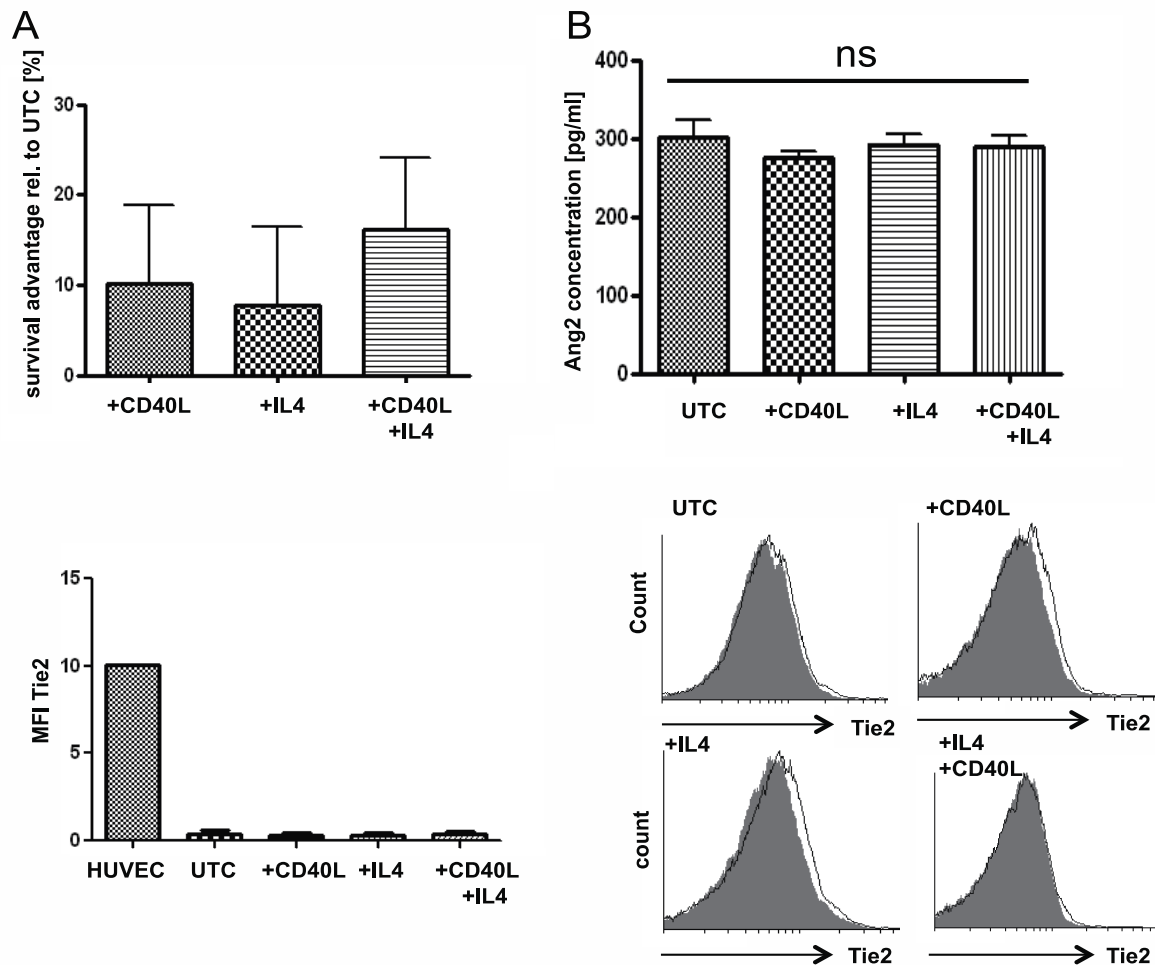 A
survival advantage rel. to UTC [%]
30
20
10
0
+CD40L
+IL4
+CD40L
+IL4
B
ns
Ang2 concentration [pg/ml]
400
300
200
100
0
UTC
+CD40L
+IL4
+CD40L
+IL4
MFI Tie2
15
10
5
0
HUVEC
UTC
+CD40L
+IL4
+CD40L
+IL4
UTC
Count
Tie2
+CD40L
Tie2
+IL4
count
Tie2
+IL4
+CD40L
Tie2